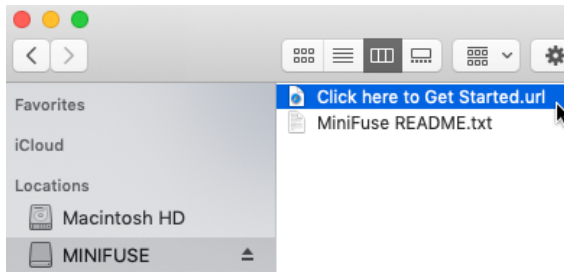 Favorites
iCloud
Locations
Macintosh HD
MINIFUSE
Click here to Get Started.url
MiniFuse README.txt